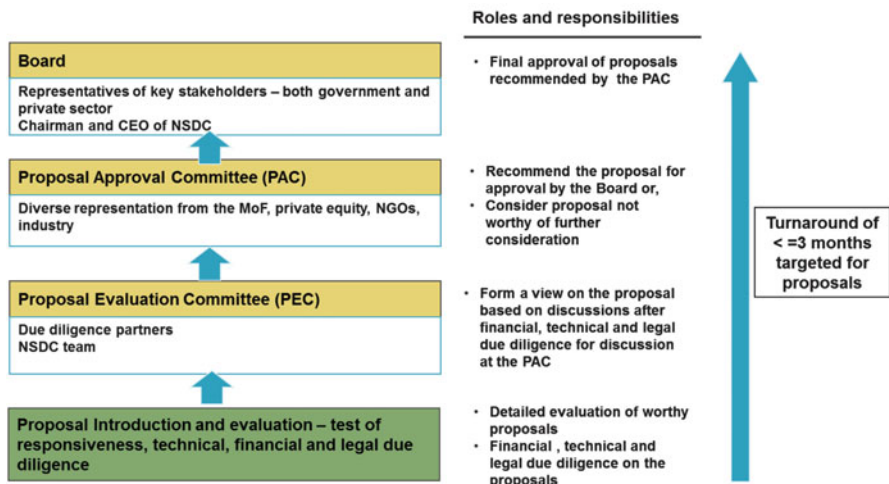 Roles and responsibilities
Board
Representatives of key stakeholders – both government and
private sector
Chairman and CEO of NSDC
• Final approval of proposals
recommended by the PAC
Proposal Approval Committee (PAC)
Diverse representation from the MoF, private equity, NGOs,
industry
• Recommend the proposal for
approval by the Board or,
• Consider proposal not
worthy of further
consideration
Proposal Evaluation Committee (PEC)
Due diligence partners
NSDC team
• Form a view on the proposal
based on discussions after
financial, technical and legal
due diligence for discussion
at the PAC
Proposal Introduction and evaluation – test of
responsiveness, technical, financial and legal due
diligence
• Detailed evaluation of worthy
proposals
• Financial , technical and
legal due diligence on the
proposals
Turnaround of
< =3 months
targeted for
proposals